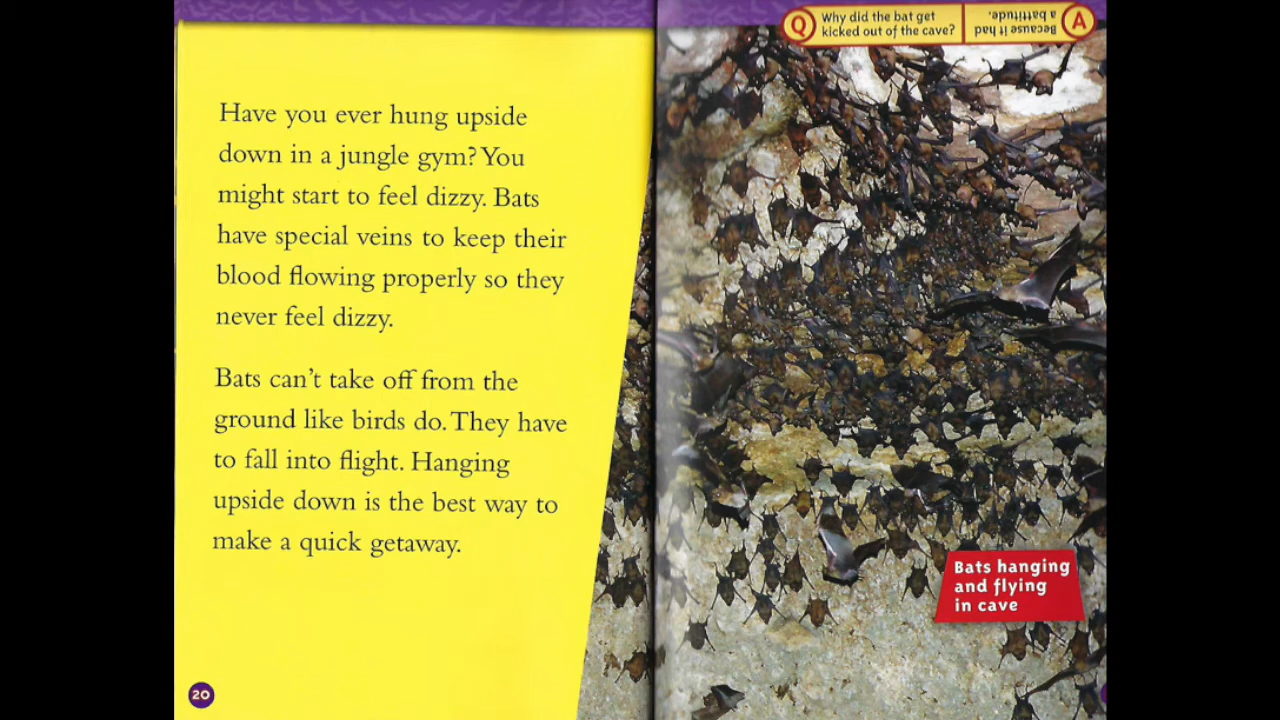 Have you ever hung upside
down in a jungle gym? You
might start to feel dizzy. Bats
have special veins to keep their
blood flowing properly so they
never feel dizzy.
Bats can't take off from the
ground like birds do. They have
to fall into flight. Hanging
upside down is the best way to
make a quick getaway.
20
Q
Why did the bat get
kicked out of the cave?
A
Because it had
a battitude.
Bats hanging
and flying
in cave